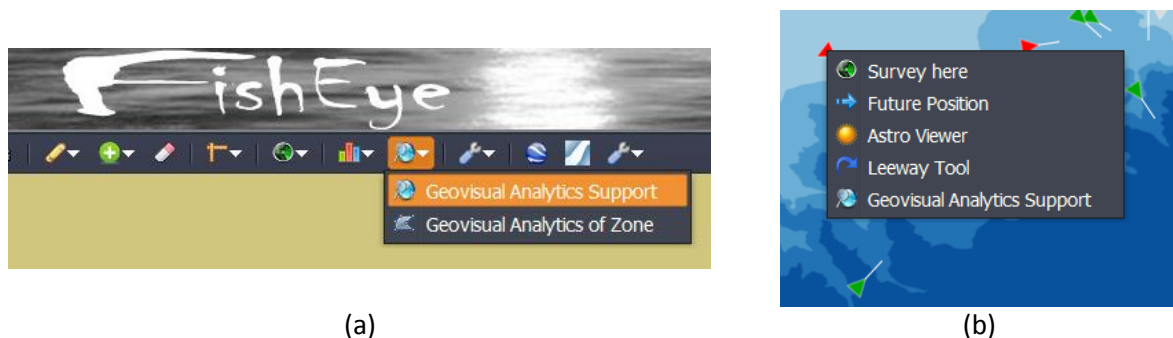 FishEye
Geovisual Analytics Support
Geovisual Analytics of Zone
(a)
Survey here
Future Position
Astro Viewer
Leeway Tool
Geovisual Analytics Support
(b)